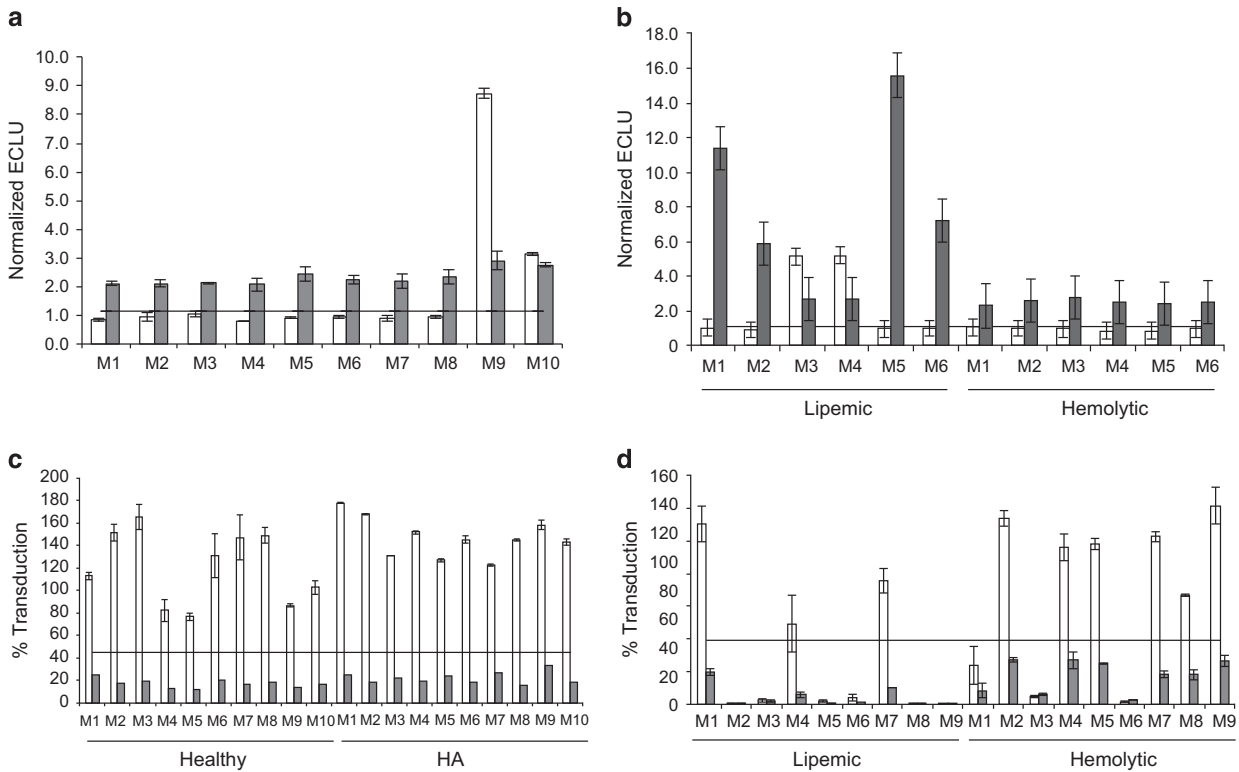 a
Normalized ECLU
10.0
9.0
8.0
7.0
6.0
5.0
4.0
3.0
2.0
1.0
0.0
M1 M2 M3 M4 M5 M6 M7 M8 M9 M10
b
Normalized ECLU
18.0
16.0
14.0
12.0
10.0
8.0
6.0
4.0
2.0
0
M1 M2 M3 M4 M5 M6 M1 M2 M3 M4 M5 M6
Lipemic Hemolytic
c
% Transduction
200
180
160
140
120
100
80
60
40
20
0
M1 M2 M3 M4 M5 M6 M7 M8 M9 M10 M1 M2 M3 M4 M5 M6 M7 M8 M9 M10
Healthy HA
d
% Transduction
160
140
120
100
80
60
40
20
0
M1 M2 M3 M4 M5 M6 M7 M8 M9 M1 M2 M3 M4 M5 M6 M7 M8 M9
Lipemic Hemolytic